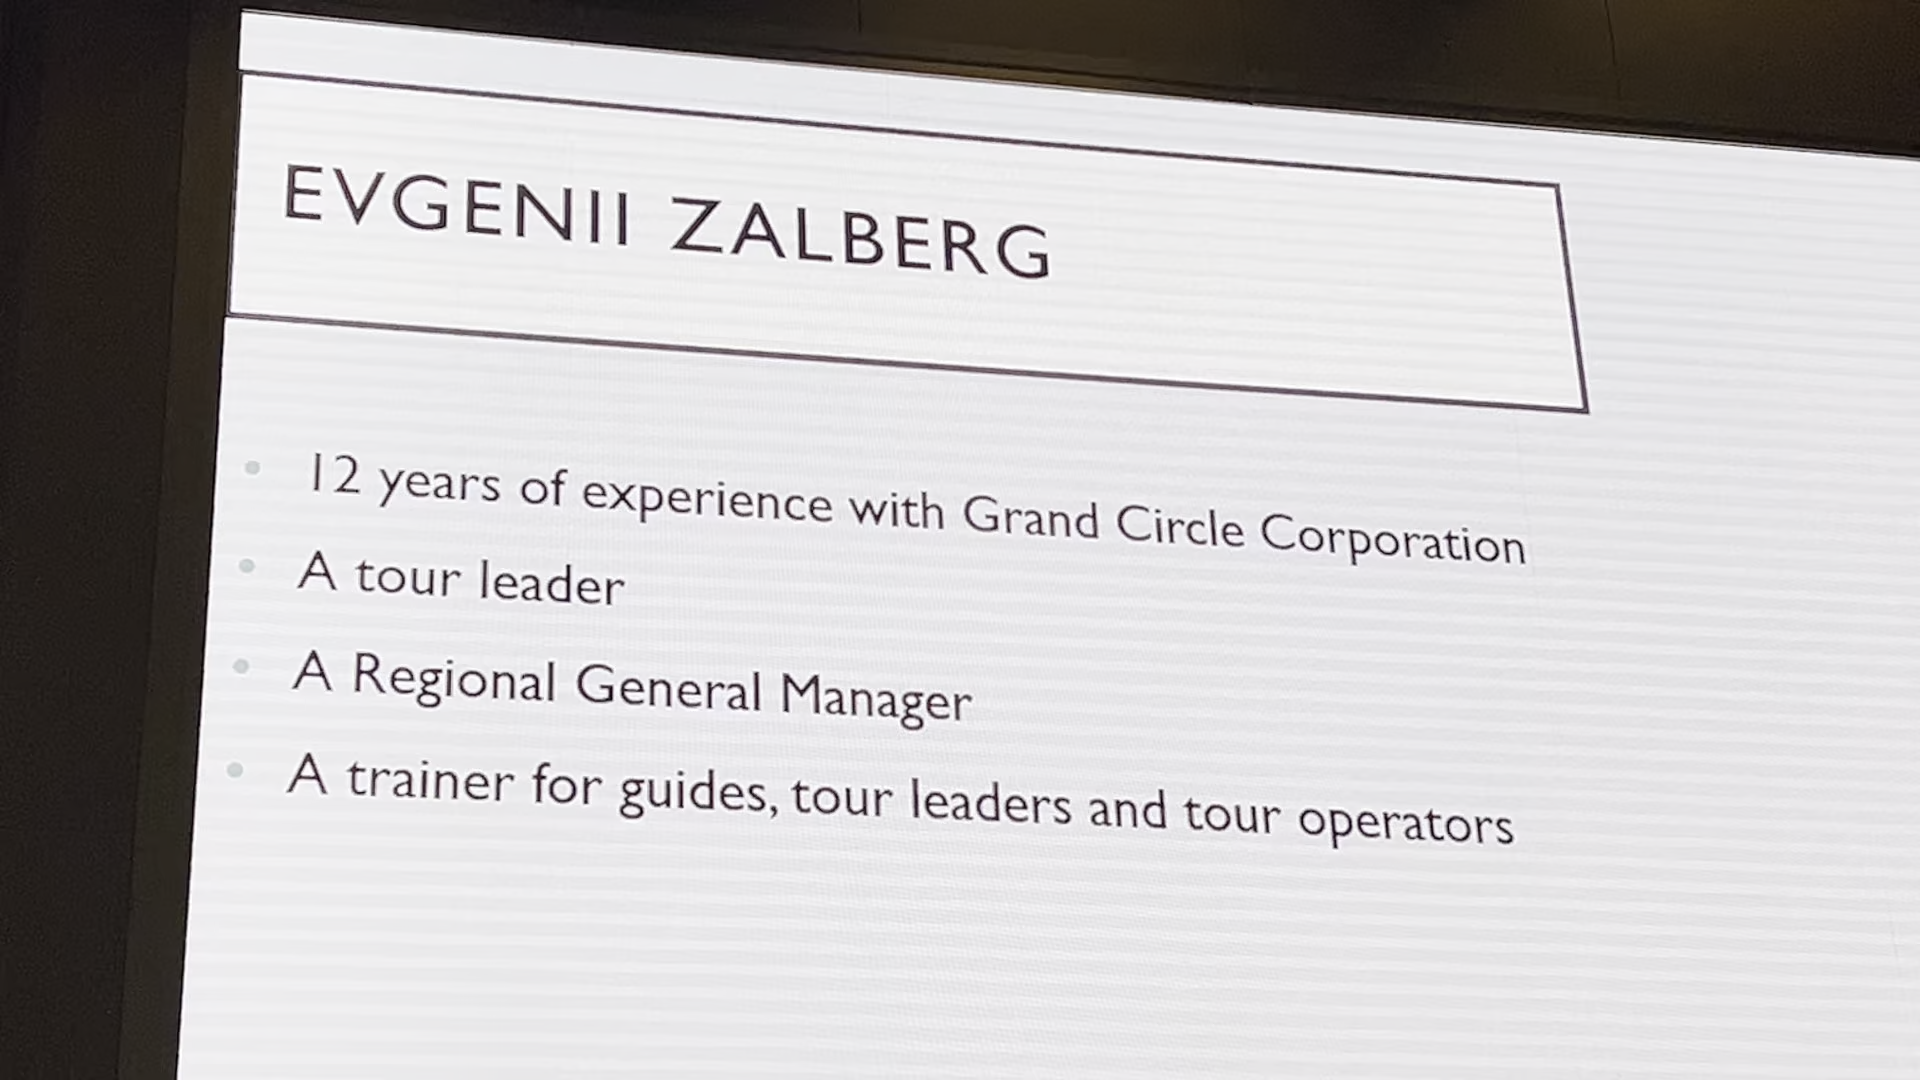 EVGENII ZALBERG
• 12 years of experience with Grand Circle Corporation
• A tour leader
• A Regional General Manager
• A trainer for guides, tour leaders and tour operators